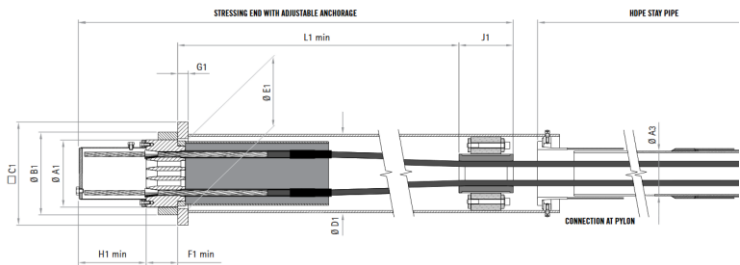 STRESSING END WITH ADJUSTABLE ANCHORAGE
HDPE STAY PIPE
L1 min
J1
G1
Ø E1
□ C1
Ø B1
Ø A1
Ø D1
Ø A3
CONNECTION AT PYLON
H1 min
F1 min